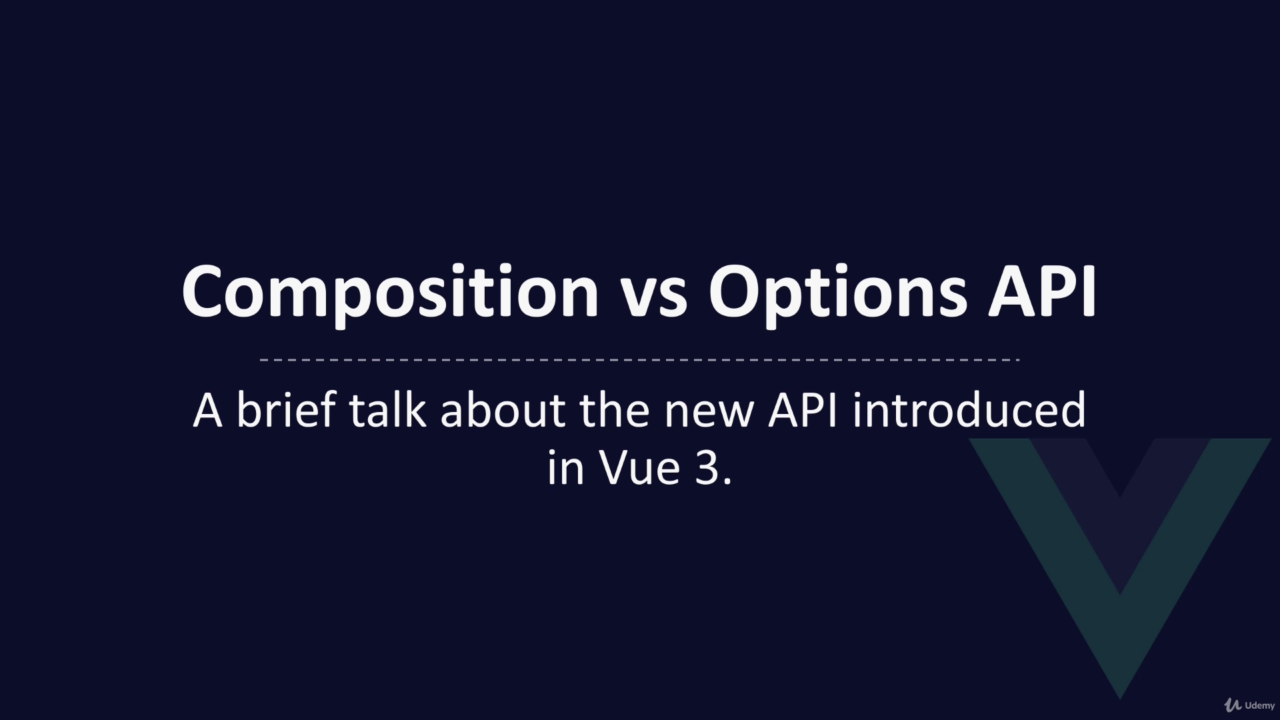 Composition vs Options API
A brief talk about the new API introduced
in Vue 3.
Udemy